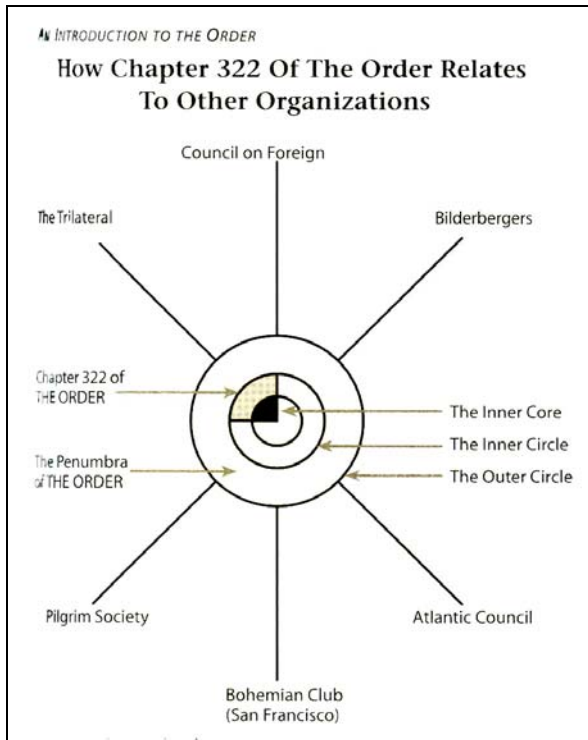 AN INTRODUCTION TO THE ORDER
How Chapter 322 Of The Order Relates
To Other Organizations
Council on Foreign
The Trilateral
Bilderbergers
Chapter 322 of
THE ORDER
The Inner Core
The Inner Circle
The Penumbra
of THE ORDER
The Outer Circle
Pilgrim Society
Atlantic Council
Bohemian Club
(San Francisco)